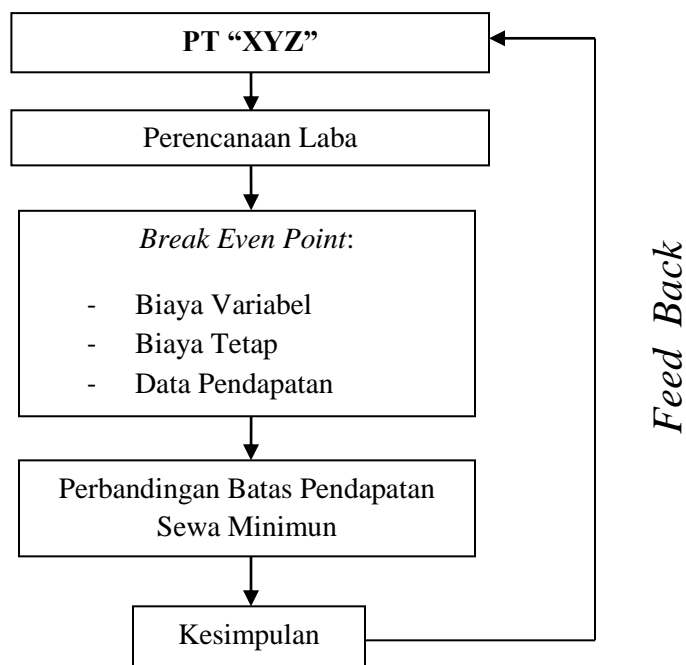 PT “XYZ”
Perencanaan Laba
Break Even Point:
- Biaya Variabel
- Biaya Tetap
- Data Pendapatan
Perbandingan Batas Pendapatan
Sewa Minimun
Kesimpulan
Feed Back